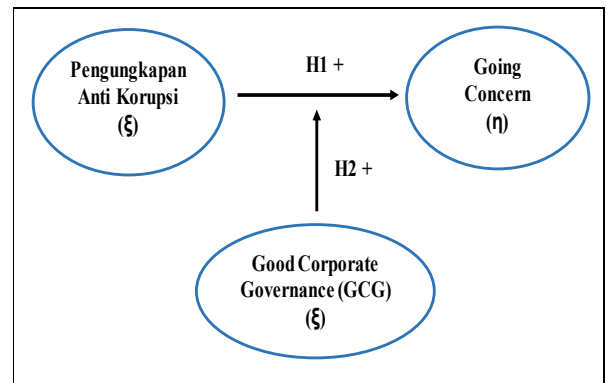 Pengungkapan
Anti Korupsi
(ξ)
H1 +
Going
Concern
(η)
H2 +
Good Corporate
Governance (GCG)
(ξ)